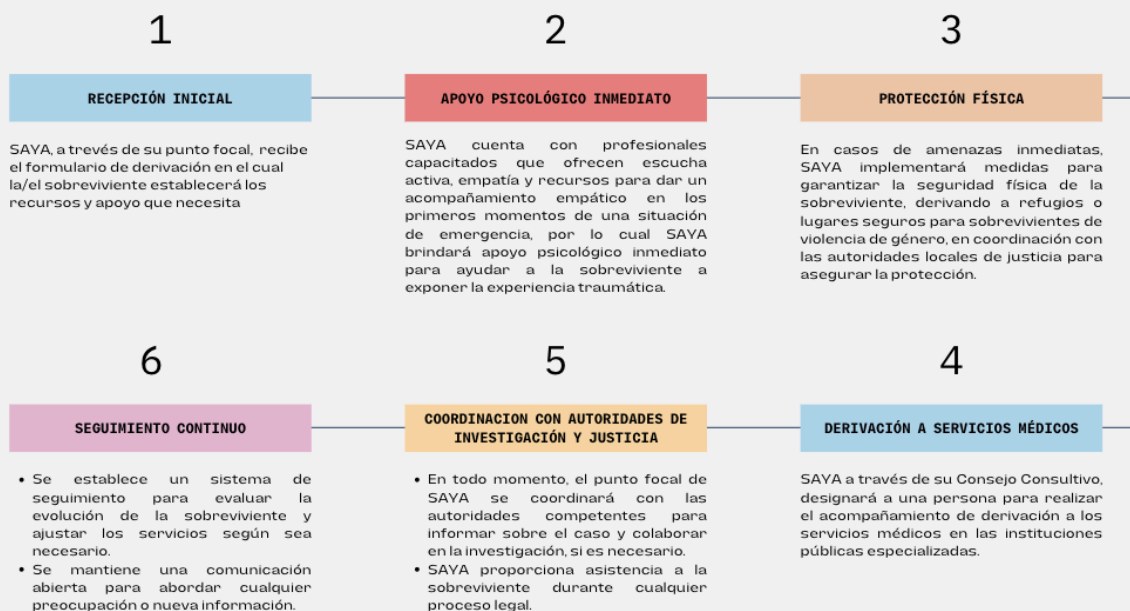 1
RECEPCIÓN INICIAL
SAYA, a trevés de su punto focal, recibe
el formulario de derivación en el cual
la/el sobreviviente establecerá los
recursos y apoyo que necesita
2
APOYO PSICOLÓGICO INMEDIATO
SAYA cuenta con profesionales
capacitados que ofrecen escucha
activa, empatía y recursos para dar un
acompañamiento empático en los
primeros momentos de una situación
de emergencia, por lo cual SAYA
brindará apoyo psicológico inmediato
para ayudar a la sobreviviente a
exponer la experiencia traumática.
3
PROTECCIÓN FÍSICA
En casos de amenazas inmediatas,
SAYA implementará medidas para
garantizar la seguridad física de la
sobreviviente, derivando a refugios o
lugares seguros para sobrevivientes de
violencia de género, en coordinación con
las autoridades locales de justicia para
asegurar la protección.
4
DERIVACIÓN A SERVICIOS MÉDICOS
SAYA a través de su Consejo Consultivo,
designará a una persona para realizar
el acompañamiento de derivación a los
servicios médicos en las instituciones
públicas especializadas.
5
COORDINACION CON AUTORIDADES DE
INVESTIGACIÓN Y JUSTICIA
• En todo momento, el punto focal de
SAYA se coordinará con las
autoridades competentes para
informar sobre el caso y colaborar
en la investigación, si es necesario.
• SAYA proporciona asistencia a la
sobreviviente durante cualquier
proceso legal.
6
SEGUIMIENTO CONTINUO
• Se establece un sistema de
seguimiento para evaluar la
evolución de la sobreviviente y
ajustar los servicios según sea
necesario.
• Se mantiene una comunicación
abierta para abordar cualquier
preocupación o nueva información.